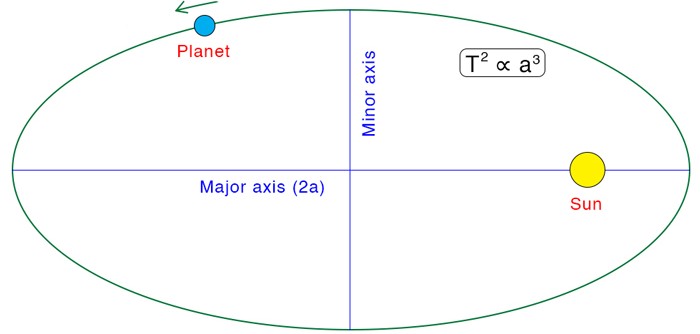 Planet
Minor axis
T² ∝ a³
Major axis (2a)
Sun